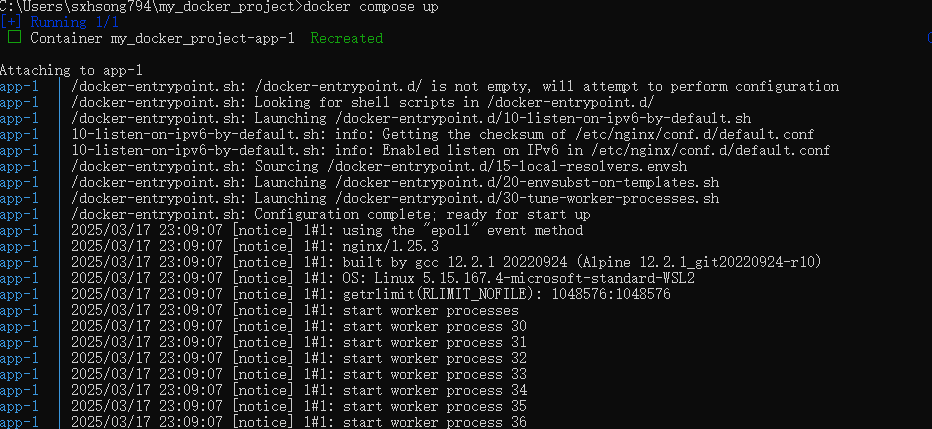 C:\Users\sxhsong794\my_docker_project>docker compose up
[+] Running 1/1
Container my_docker_project-app-1  Recreated
Attaching to app-1
app-1  | /docker-entrypoint.sh: /docker-entrypoint.d/ is not empty, will attempt to perform configuration
app-1  | /docker-entrypoint.sh: Looking for shell scripts in /docker-entrypoint.d/
app-1  | /docker-entrypoint.sh: Launching /docker-entrypoint.d/10-listen-on-ipv6-by-default.sh
app-1  | 10-listen-on-ipv6-by-default.sh: info: Getting the checksum of /etc/nginx/conf.d/default.conf
app-1  | 10-listen-on-ipv6-by-default.sh: info: Enabled listen on IPv6 in /etc/nginx/conf.d/default.conf
app-1  | /docker-entrypoint.sh: Sourcing /docker-entrypoint.d/15-local-resolvers.envsh
app-1  | /docker-entrypoint.sh: Launching /docker-entrypoint.d/20-envsubst-on-templates.sh
app-1  | /docker-entrypoint.sh: Launching /docker-entrypoint.d/30-tune-worker-processes.sh
app-1  | /docker-entrypoint.sh: Configuration complete; ready for start up
app-1  | 2025/03/17 23:09:07 [notice] 1#1: using the "epoll" event method
app-1  | 2025/03/17 23:09:07 [notice] 1#1: nginx/1.25.3
app-1  | 2025/03/17 23:09:07 [notice] 1#1: built by gcc 12.2.1 20220924 (Alpine 12.2.1_git20220924-r10)
app-1  | 2025/03/17 23:09:07 [notice] 1#1: OS: Linux 5.15.167.4-microsoft-standard-WSL2
app-1  | 2025/03/17 23:09:07 [notice] 1#1: getrlimit(RLIMIT_NOFILE): 1048576:1048576
app-1  | 2025/03/17 23:09:07 [notice] 1#1: start worker processes
app-1  | 2025/03/17 23:09:07 [notice] 1#1: start worker process 30
app-1  | 2025/03/17 23:09:07 [notice] 1#1: start worker process 31
app-1  | 2025/03/17 23:09:07 [notice] 1#1: start worker process 32
app-1  | 2025/03/17 23:09:07 [notice] 1#1: start worker process 33
app-1  | 2025/03/17 23:09:07 [notice] 1#1: start worker process 34
app-1  | 2025/03/17 23:09:07 [notice] 1#1: start worker process 35
app-1  | 2025/03/17 23:09:07 [notice] 1#1: start worker process 36